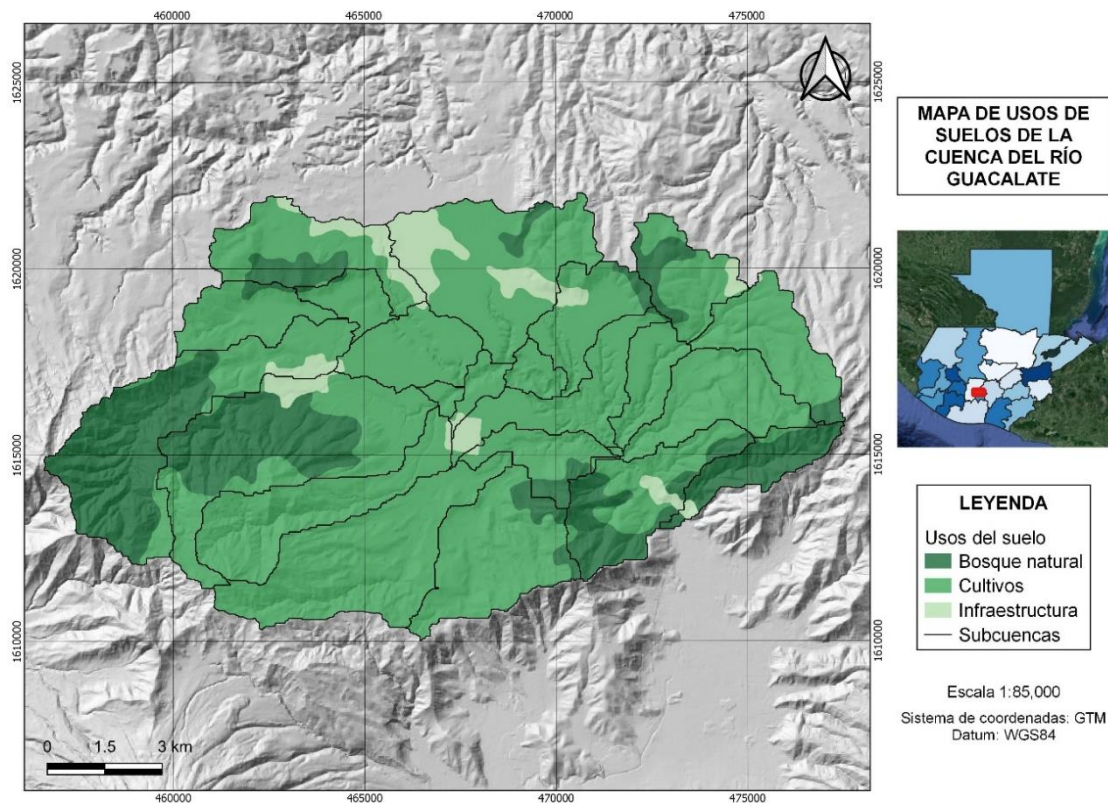 460000 465000 470000 475000
1625000 1625000
1620000 1620000
1615000 1615000
1610000 1610000
0 1.5 3 km
460000 465000 470000 475000
MAPA DE USOS DE
SUELOS DE LA
CUENCA DEL RÍO
GUACALATE
LEYENDA
Usos del suelo
Bosque natural
Cultivos
Infraestructura
Subcuencas
Escala 1:85,000
Sistema de coordenadas: GTM
Datum: WGS84